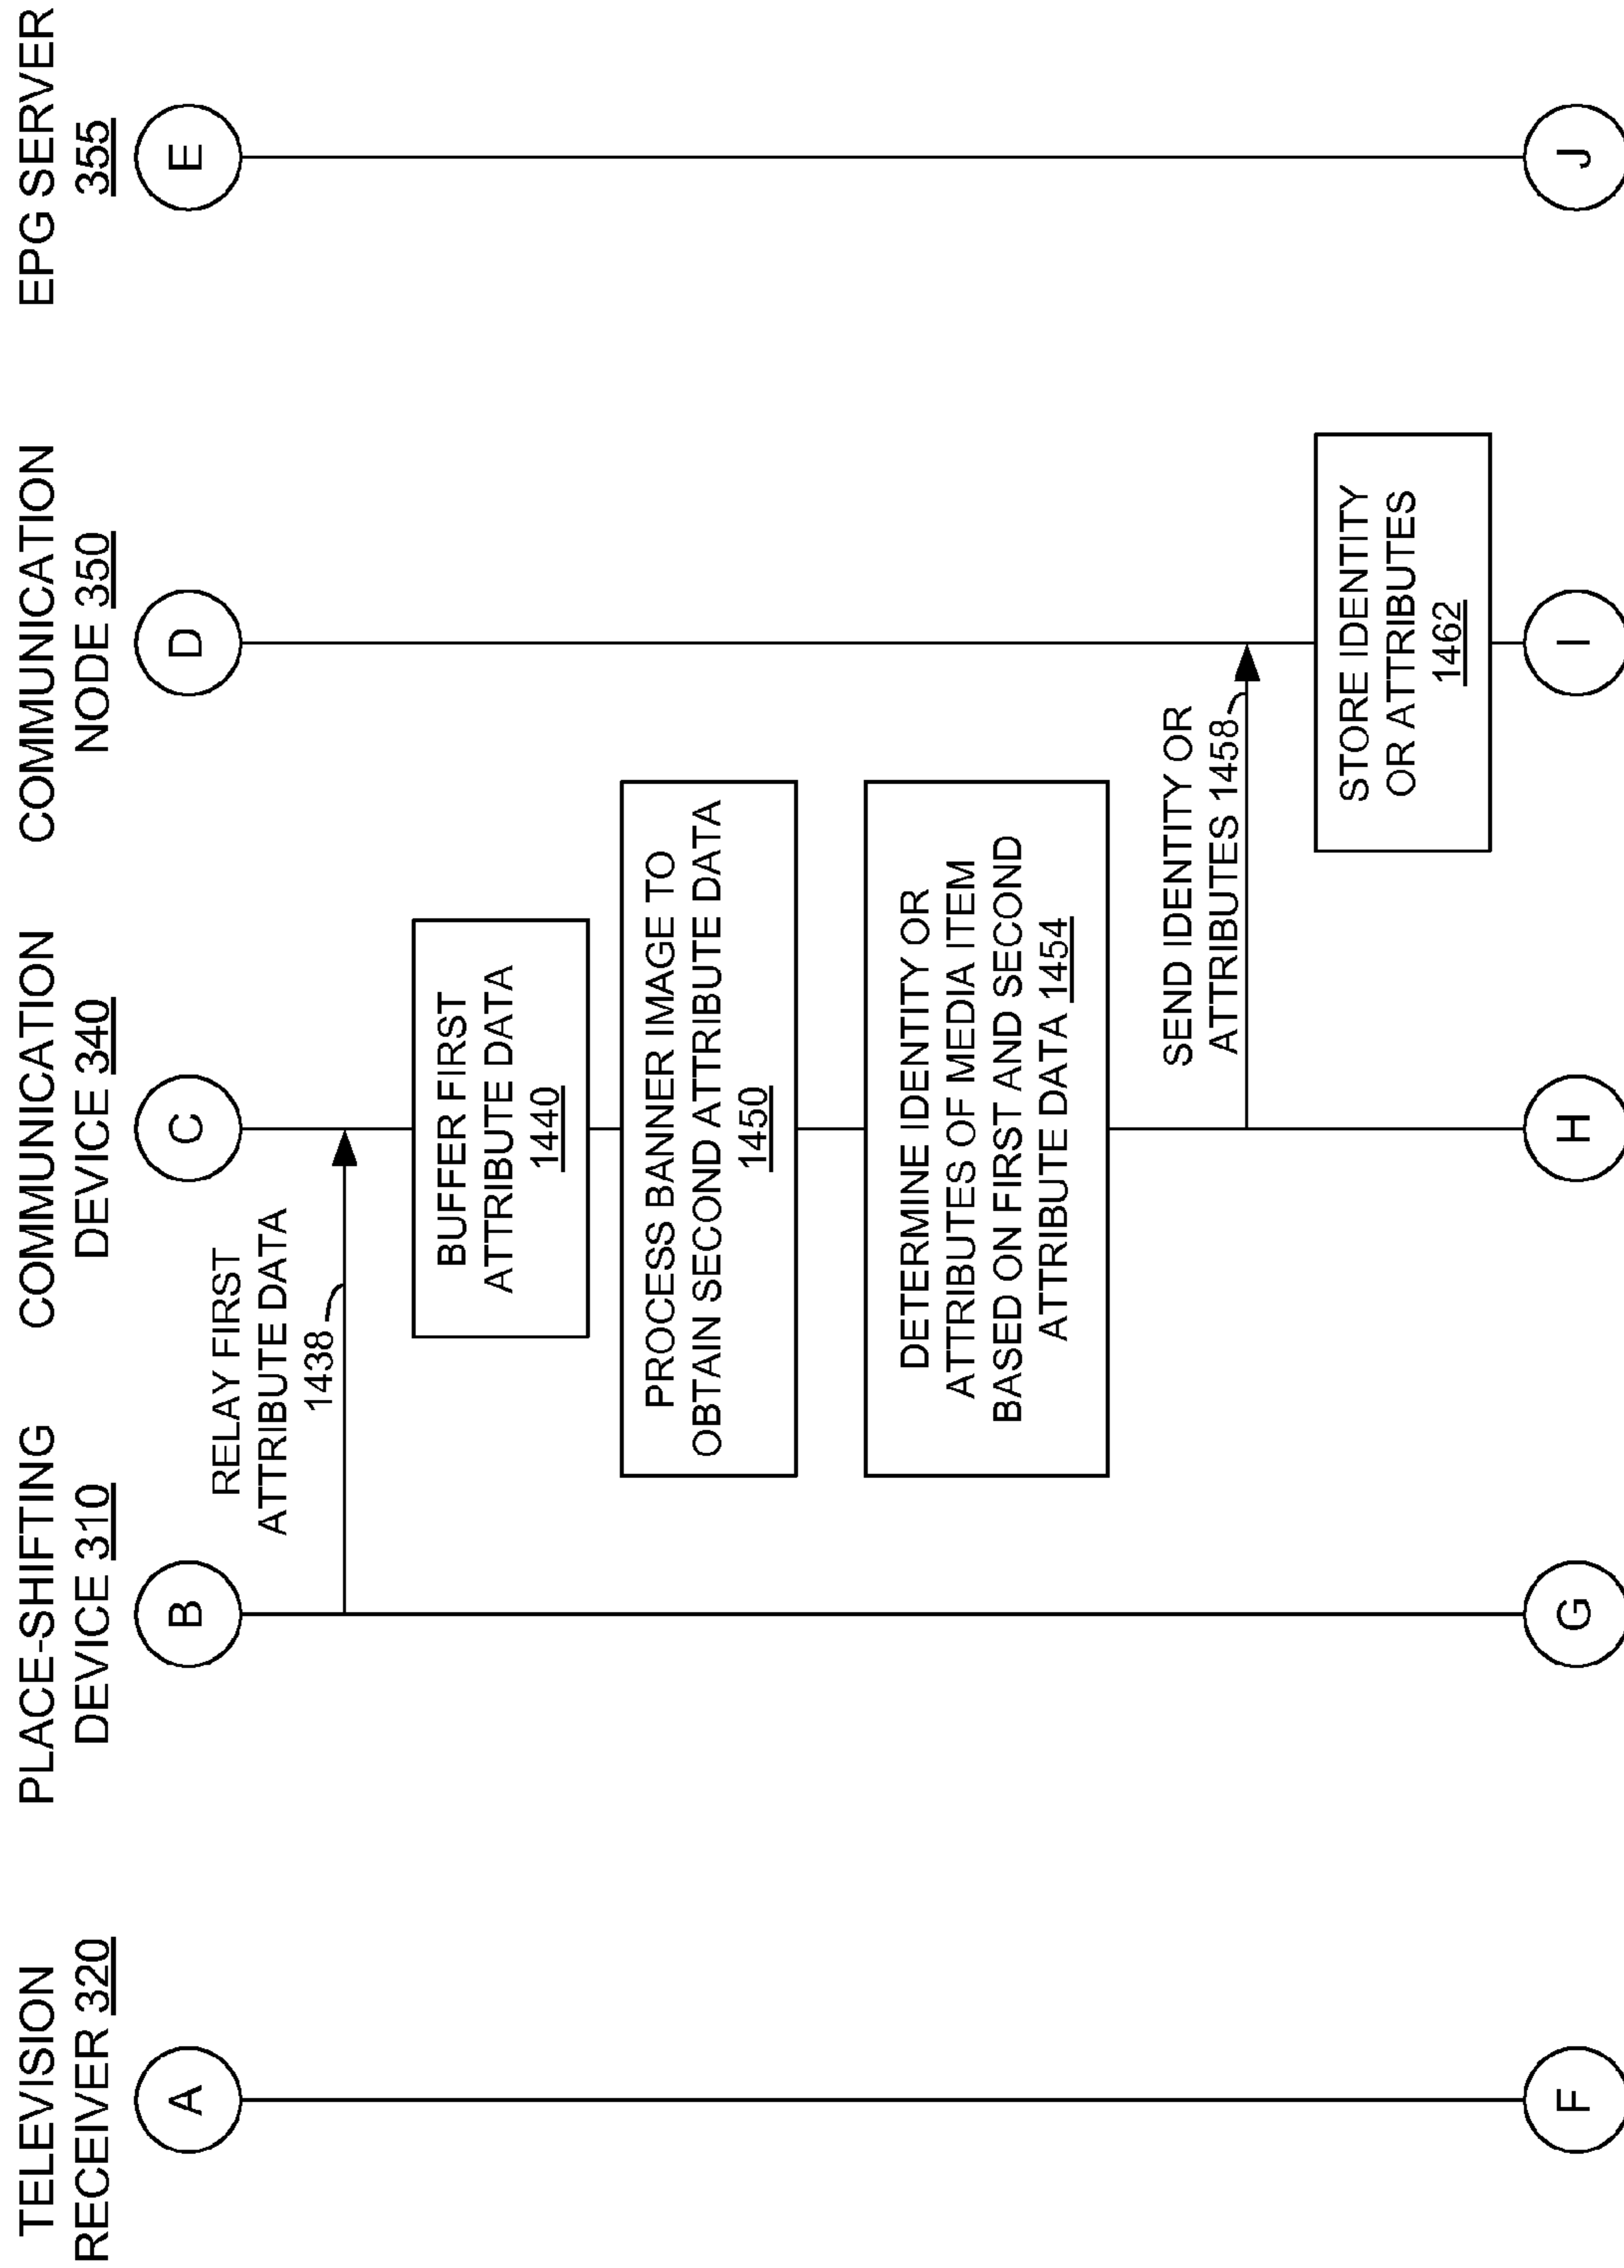 TELEVISION
RECEIVER 320
PLACE-SHIFTING
DEVICE 310
COMMUNICATION
DEVICE 340
COMMUNICATION
NODE 350
EPG SERVER
355
A
B
C
D
E
RELAY FIRST
ATTRIBUTE DATA
1438
BUFFER FIRST
ATTRIBUTE DATA
1440
PROCESS BANNER IMAGE TO
OBTAIN SECOND ATTRIBUTE DATA
1450
DETERMINE IDENTITY OR
ATTRIBUTES OF MEDIA ITEM
BASED ON FIRST AND SECOND
ATTRIBUTE DATA 1454
SEND IDENTITY OR
ATTRIBUTES 1458
STORE IDENTITY
OR ATTRIBUTES
1462
F
G
H
I
J